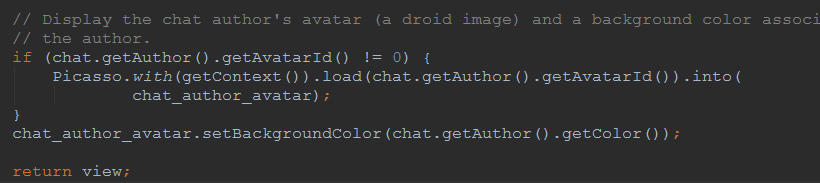 // Display the chat author's avatar (a droid image) and a background color associ
// the author.
if (chat.getAuthor().getAvatarId() != 0) {
Picasso.with(getContext()).load(chat.getAuthor().getAvatarId()).into(
chat_author_avatar);
}
chat_author_avatar.setBackgroundColor(chat.getAuthor().getColor());
return view;